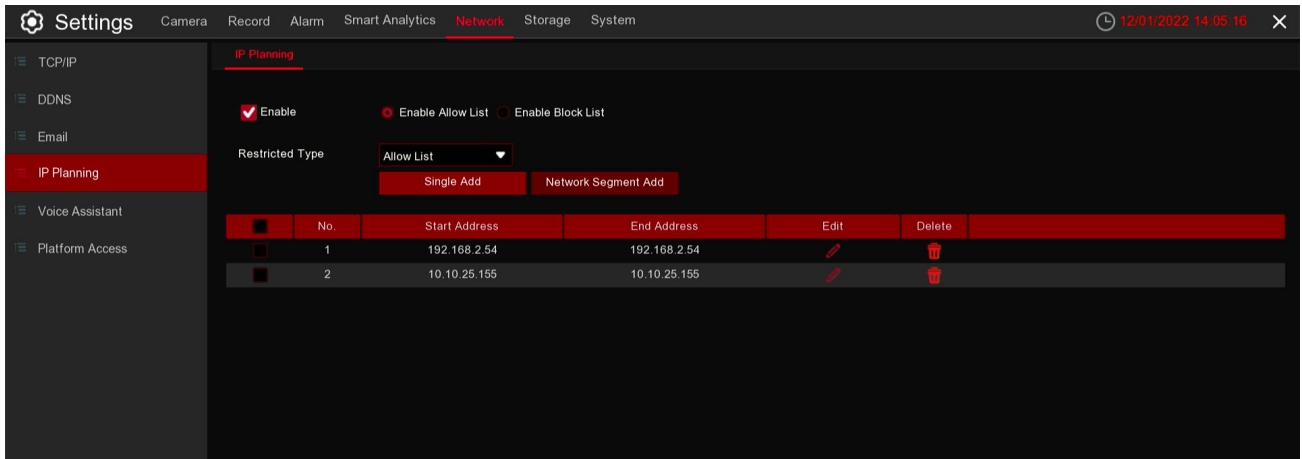 Settings Camera Record Alarm Smart Analytics Network Storage System 12/01/2022 14:05:16
TCP/IP
DDNS
Email
IP Planning
Voice Assistant
Platform Access
IP Planning
Enable Enable Allow List Enable Block List
Restricted Type Allow List
Single Add Network Segment Add
No. Start Address End Address Edit Delete
1 192.168.2.54 192.168.2.54
2 10.10.25.155 10.10.25.155